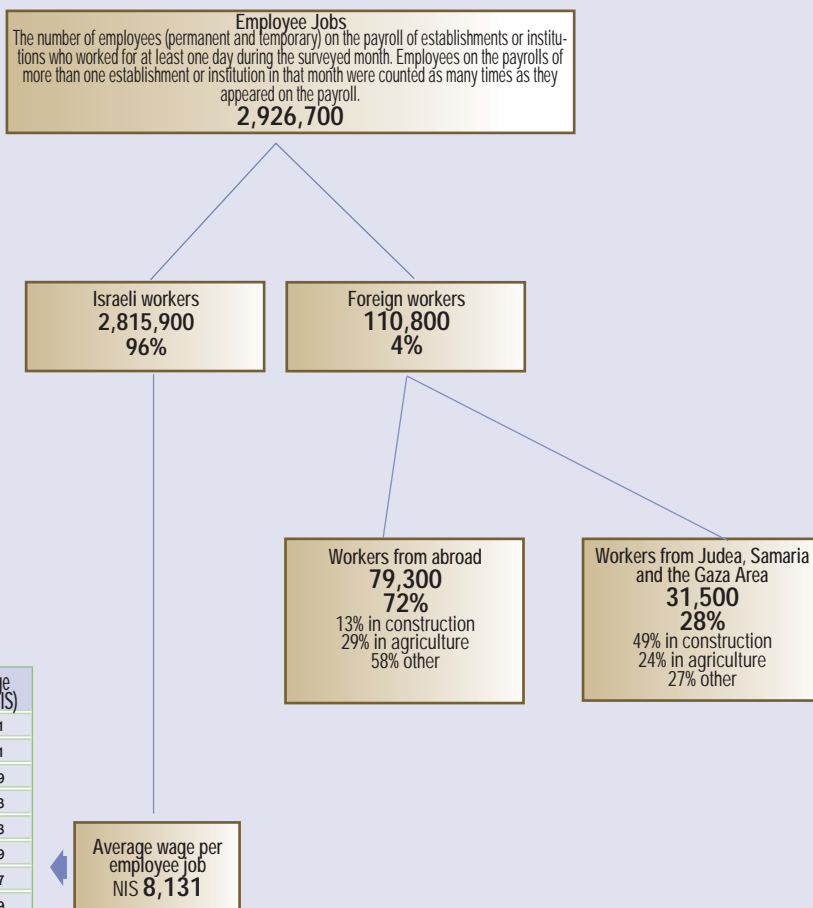 Employee Jobs
The number of employees (permanent and temporary) on the payroll of establishments or institu-
tions who worked for at least one day during the surveyed month. Employees on the payrolls of
more than one establishment or institution in that month were counted as many times as they
appeared on the payroll.
2,926,700
Israeli workers
2,815,900
96%
Foreign workers
110,800
4%
Workers from abroad
79,300
72%
13% in construction
29% in agriculture
58% other
Workers from Judea, Samaria
and the Gaza Area
31,500
28%
49% in construction
24% in agriculture
27% other
Average wage per
employee job
NIS 8,131